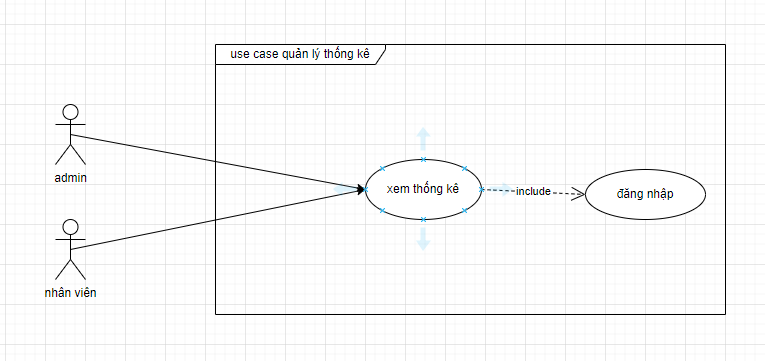 use case quản lý thống kê
admin
xem thống kê
include
đăng nhập
nhân viên